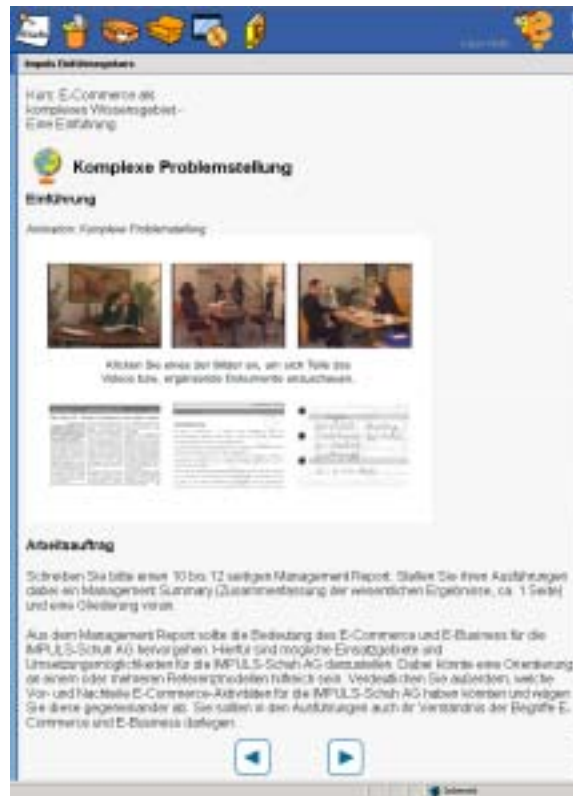 Impuls Einführungskurs
Kurs: E-Commerce als
komplexes Wissensgebiet -
Eine Einführung
Komplexe Problemstellung
Einführung
Animation: Komplexe Problemstellung
Klicken Sie eines der Bilder an, um sich Teile des
Videos bzw. ergänzende Dokumente anzuschauen.
Arbeitsauftrag
Schreiben Sie bitte einen 10 bis 12 seitigen Management Report. Stellen Sie ihren Ausführungen
dabei ein Management Summary (Zusammenfassung der wesentlichen Ergebnisse, ca. 1 Seite)
und eine Gliederung voran.
Aus dem Management Report sollte die Bedeutung des E-Commerce und E-Business für die
IMPULS-Schuh AG hervorgehen. Hierfür sind mögliche Einsatzgebiete und
Umsetzungsmöglichkeiten für die IMPULS-Schuh AG darzustellen. Dabei könnte eine Orientierung
an einem oder mehreren Referenzmodellen hilfreich sein. Verdeutlichen Sie außerdem, welche
Vor- und Nachteile E-Commerce-Aktivitäten für die IMPULS-Schuh AG haben könnten und wägen
Sie diese gegeneinander ab. Sie sollten in den Ausführungen auch ihr Verständnis der Begriffe E-
Commerce und E-Business darlegen.
Internet